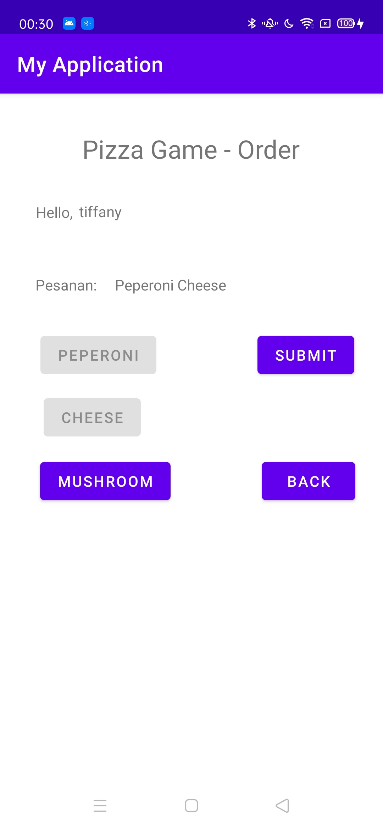 00:30 100
My Application
Pizza Game - Order
Hello, tiffany
Pesanan: Peperoni Cheese
PEPERONI SUBMIT
CHEESE
MUSHROOM BACK